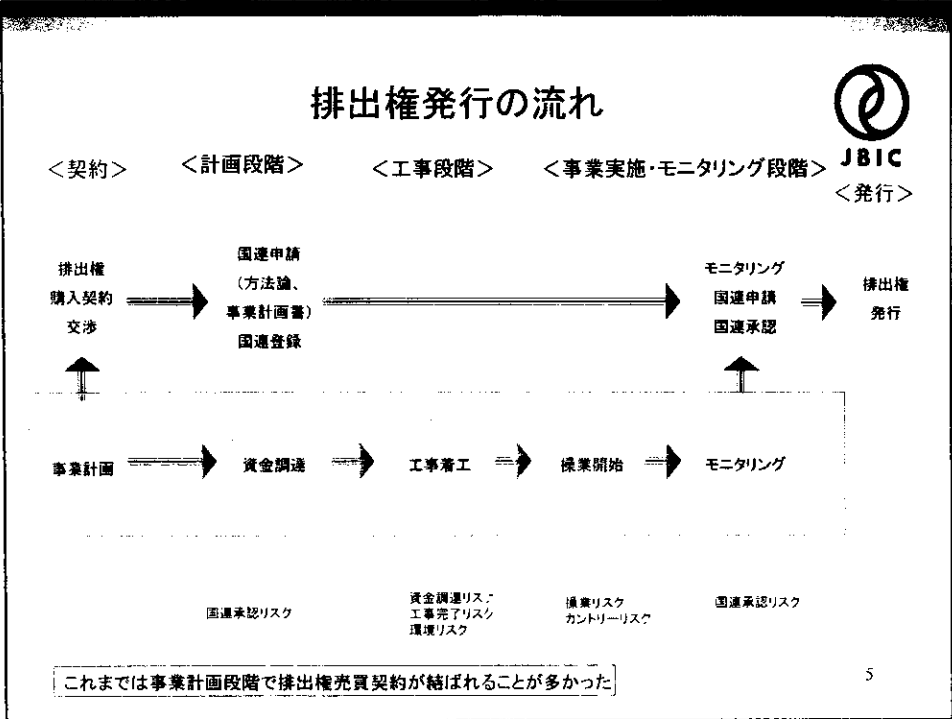 排出権発行の流れ
JBIC
＜契約＞ ＜計画段階＞ ＜工事段階＞ ＜事業実施・モニタリング段階＞
＜発行＞
排出権
購入契約
交渉
国連申請
（方法論、
事業計画書）
国連登録
モニタリング
国連申請
国連承認
排出権
発行
事業計画 資金調達 工事着工 操業開始 モニタリング
国連承認リスク
資金調達リスク
工事完了リスク
環境リスク
操業リスク
カントリーリスク
国連承認リスク
これまでは事業計画段階で排出権売買契約が結ばれることが多かった
5